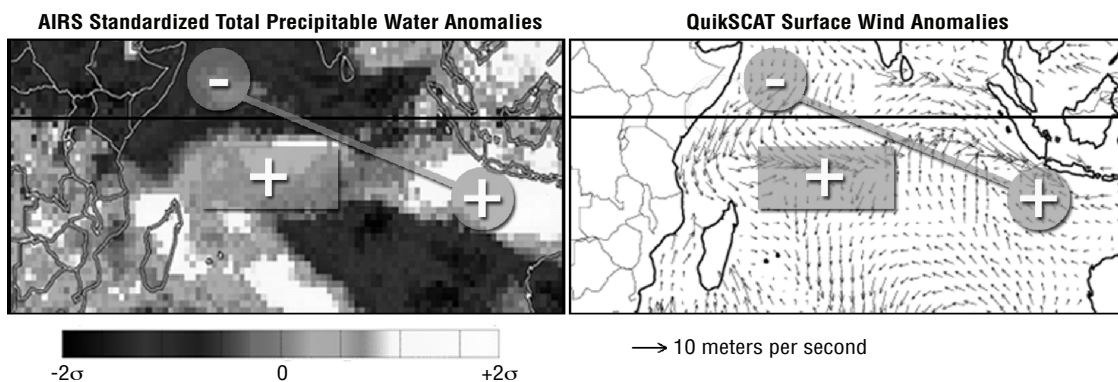 AIRS Standardized Total Precipitable Water Anomalies
QuikSCAT Surface Wind Anomalies
-
+
+
-
+
+
-2σ 0 +2σ
10 meters per second